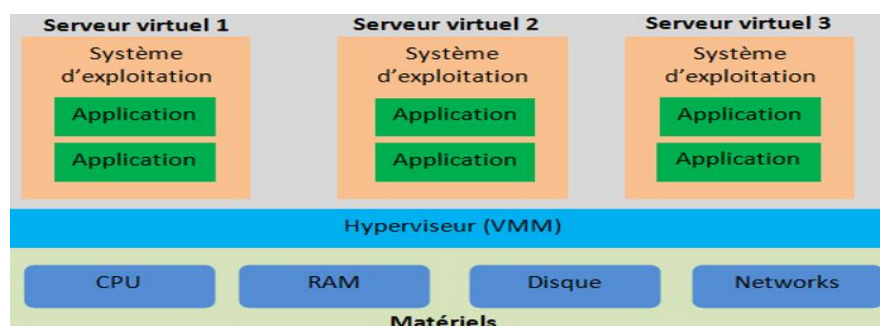 Serveur virtuel 1
Serveur virtuel 2
Serveur virtuel 3
Système
d'exploitation
Application
Application
Système
d'exploitation
Application
Application
Système
d'exploitation
Application
Application
Hyperviseur (VMM)
CPU
RAM
Disque
Networks
Matériels